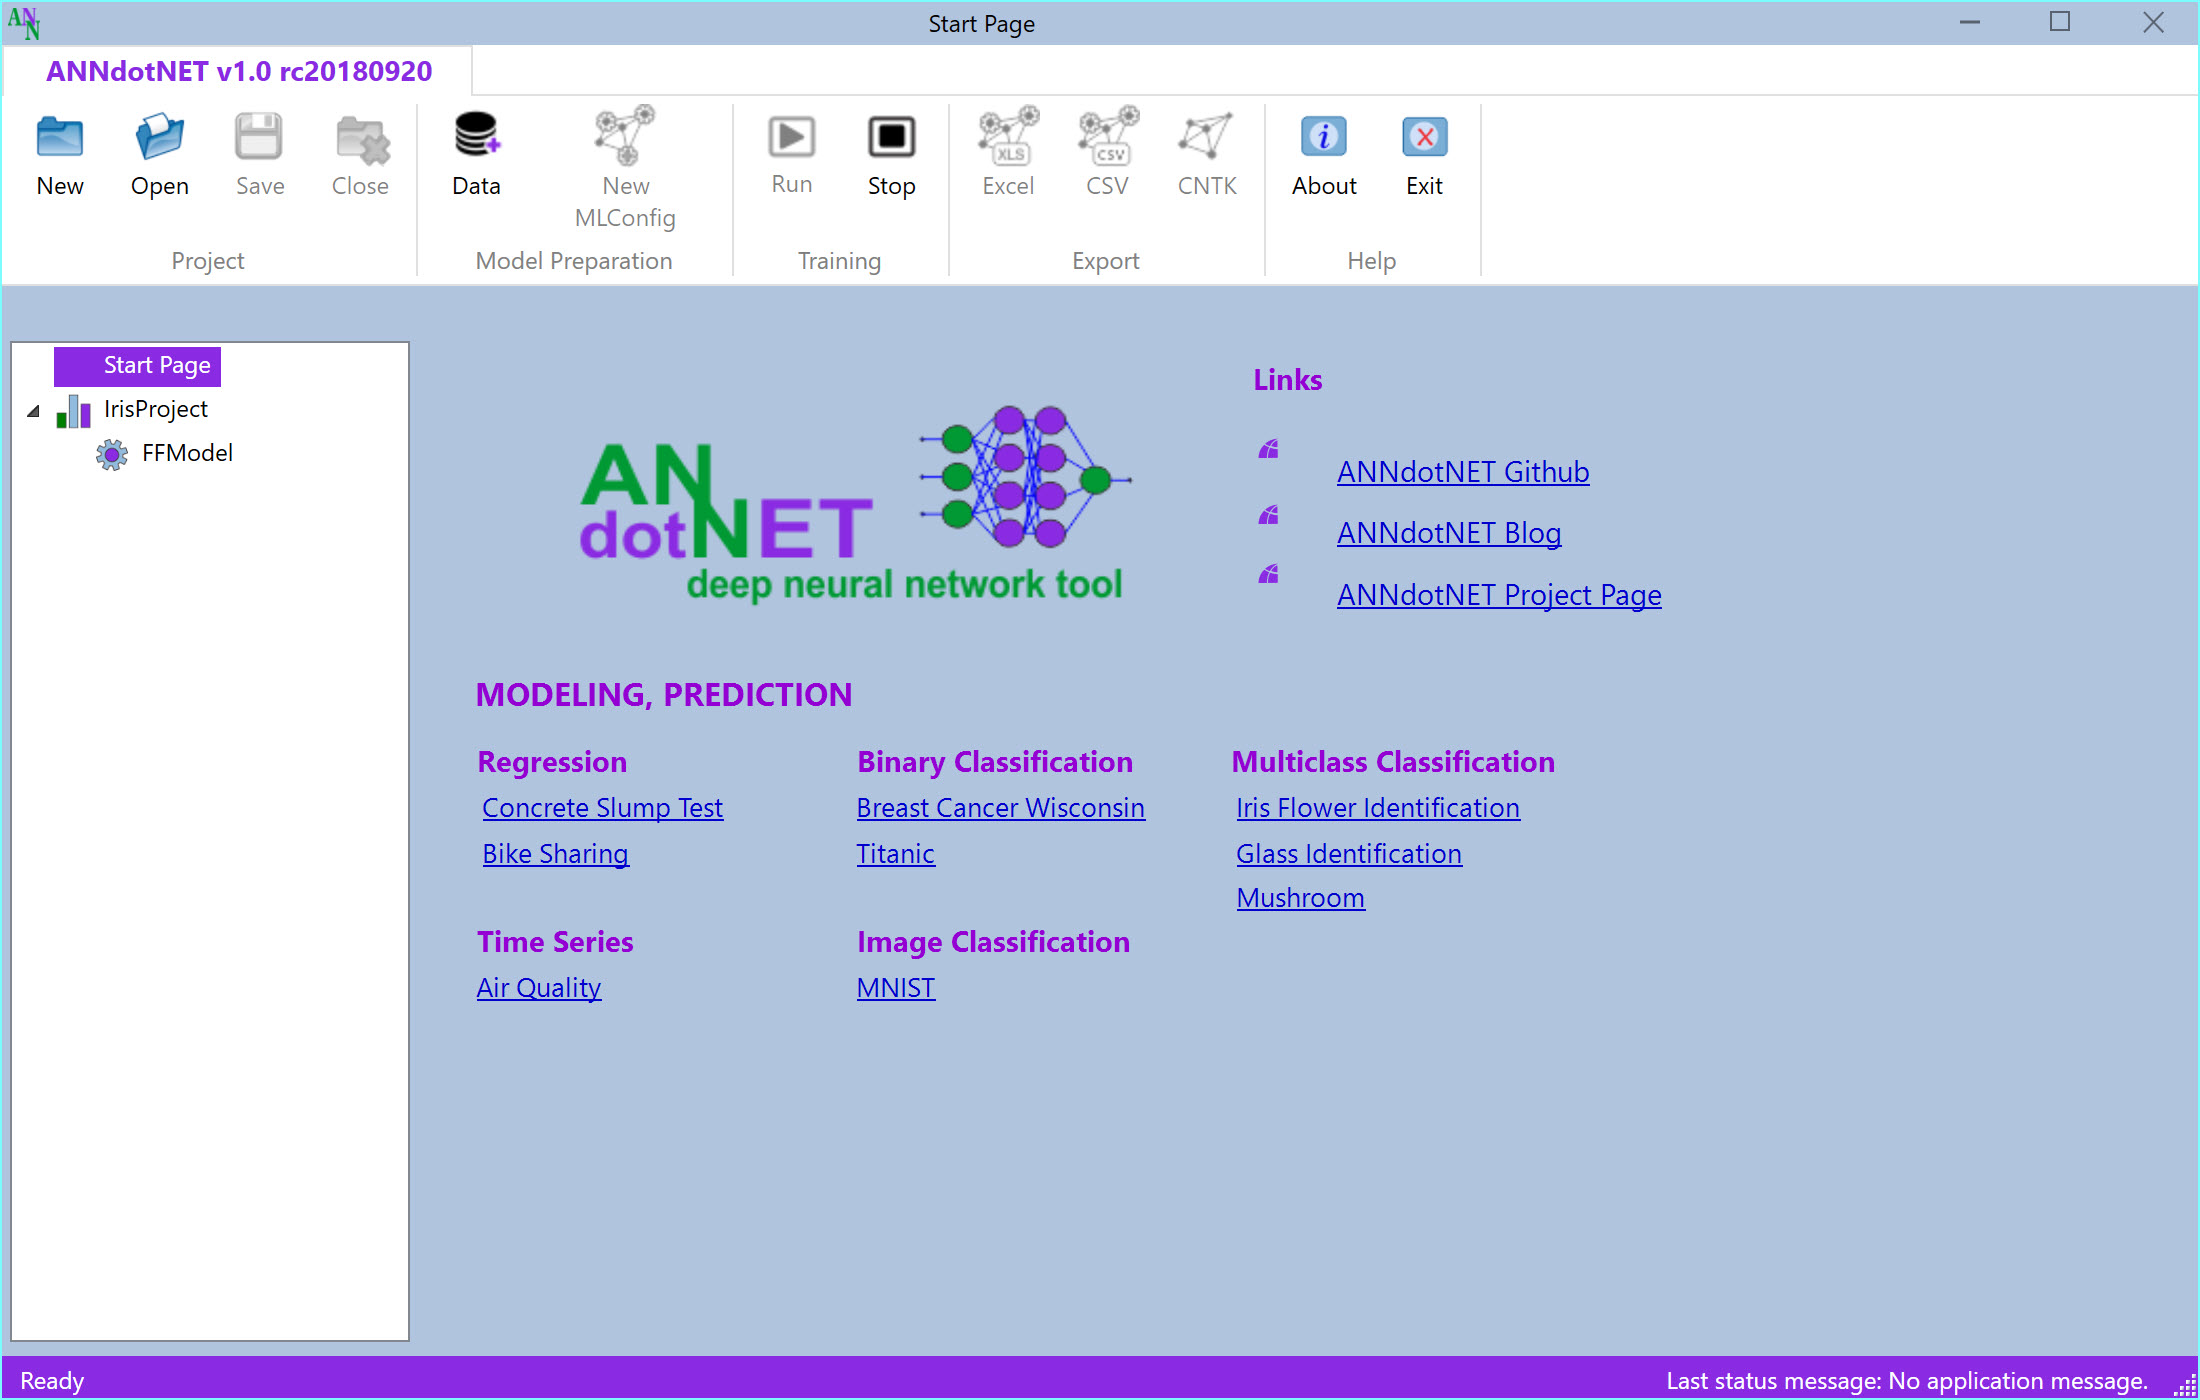 Start Page
ANNdotNET v1.0 rc20180920
New Open Save Close Data New MLConfig Run Stop Excel CSV CNTK About Exit
XLS CSV
Project Model Preparation Training Export Help
Start Page
IrisProject
FFModel
ANN
dotNET
deep neural network tool
Links
ANNdotNET Github
ANNdotNET Blog
ANNdotNET Project Page
MODELING, PREDICTION
Regression Binary Classification Multiclass Classification
Concrete Slump Test Breast Cancer Wisconsin Iris Flower Identification
Bike Sharing Titanic Glass Identification
Mushroom
Time Series Image Classification
Air Quality MNIST
Ready Last status message: No application message.